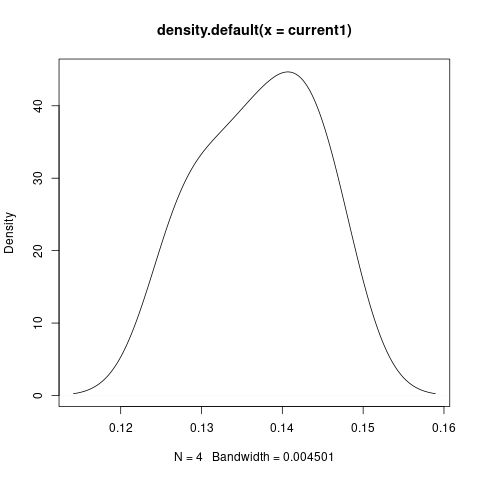 density.default(x = current1)
Density
40
30
20
10
0
0.12 0.13 0.14 0.15 0.16
N = 4 Bandwidth = 0.004501